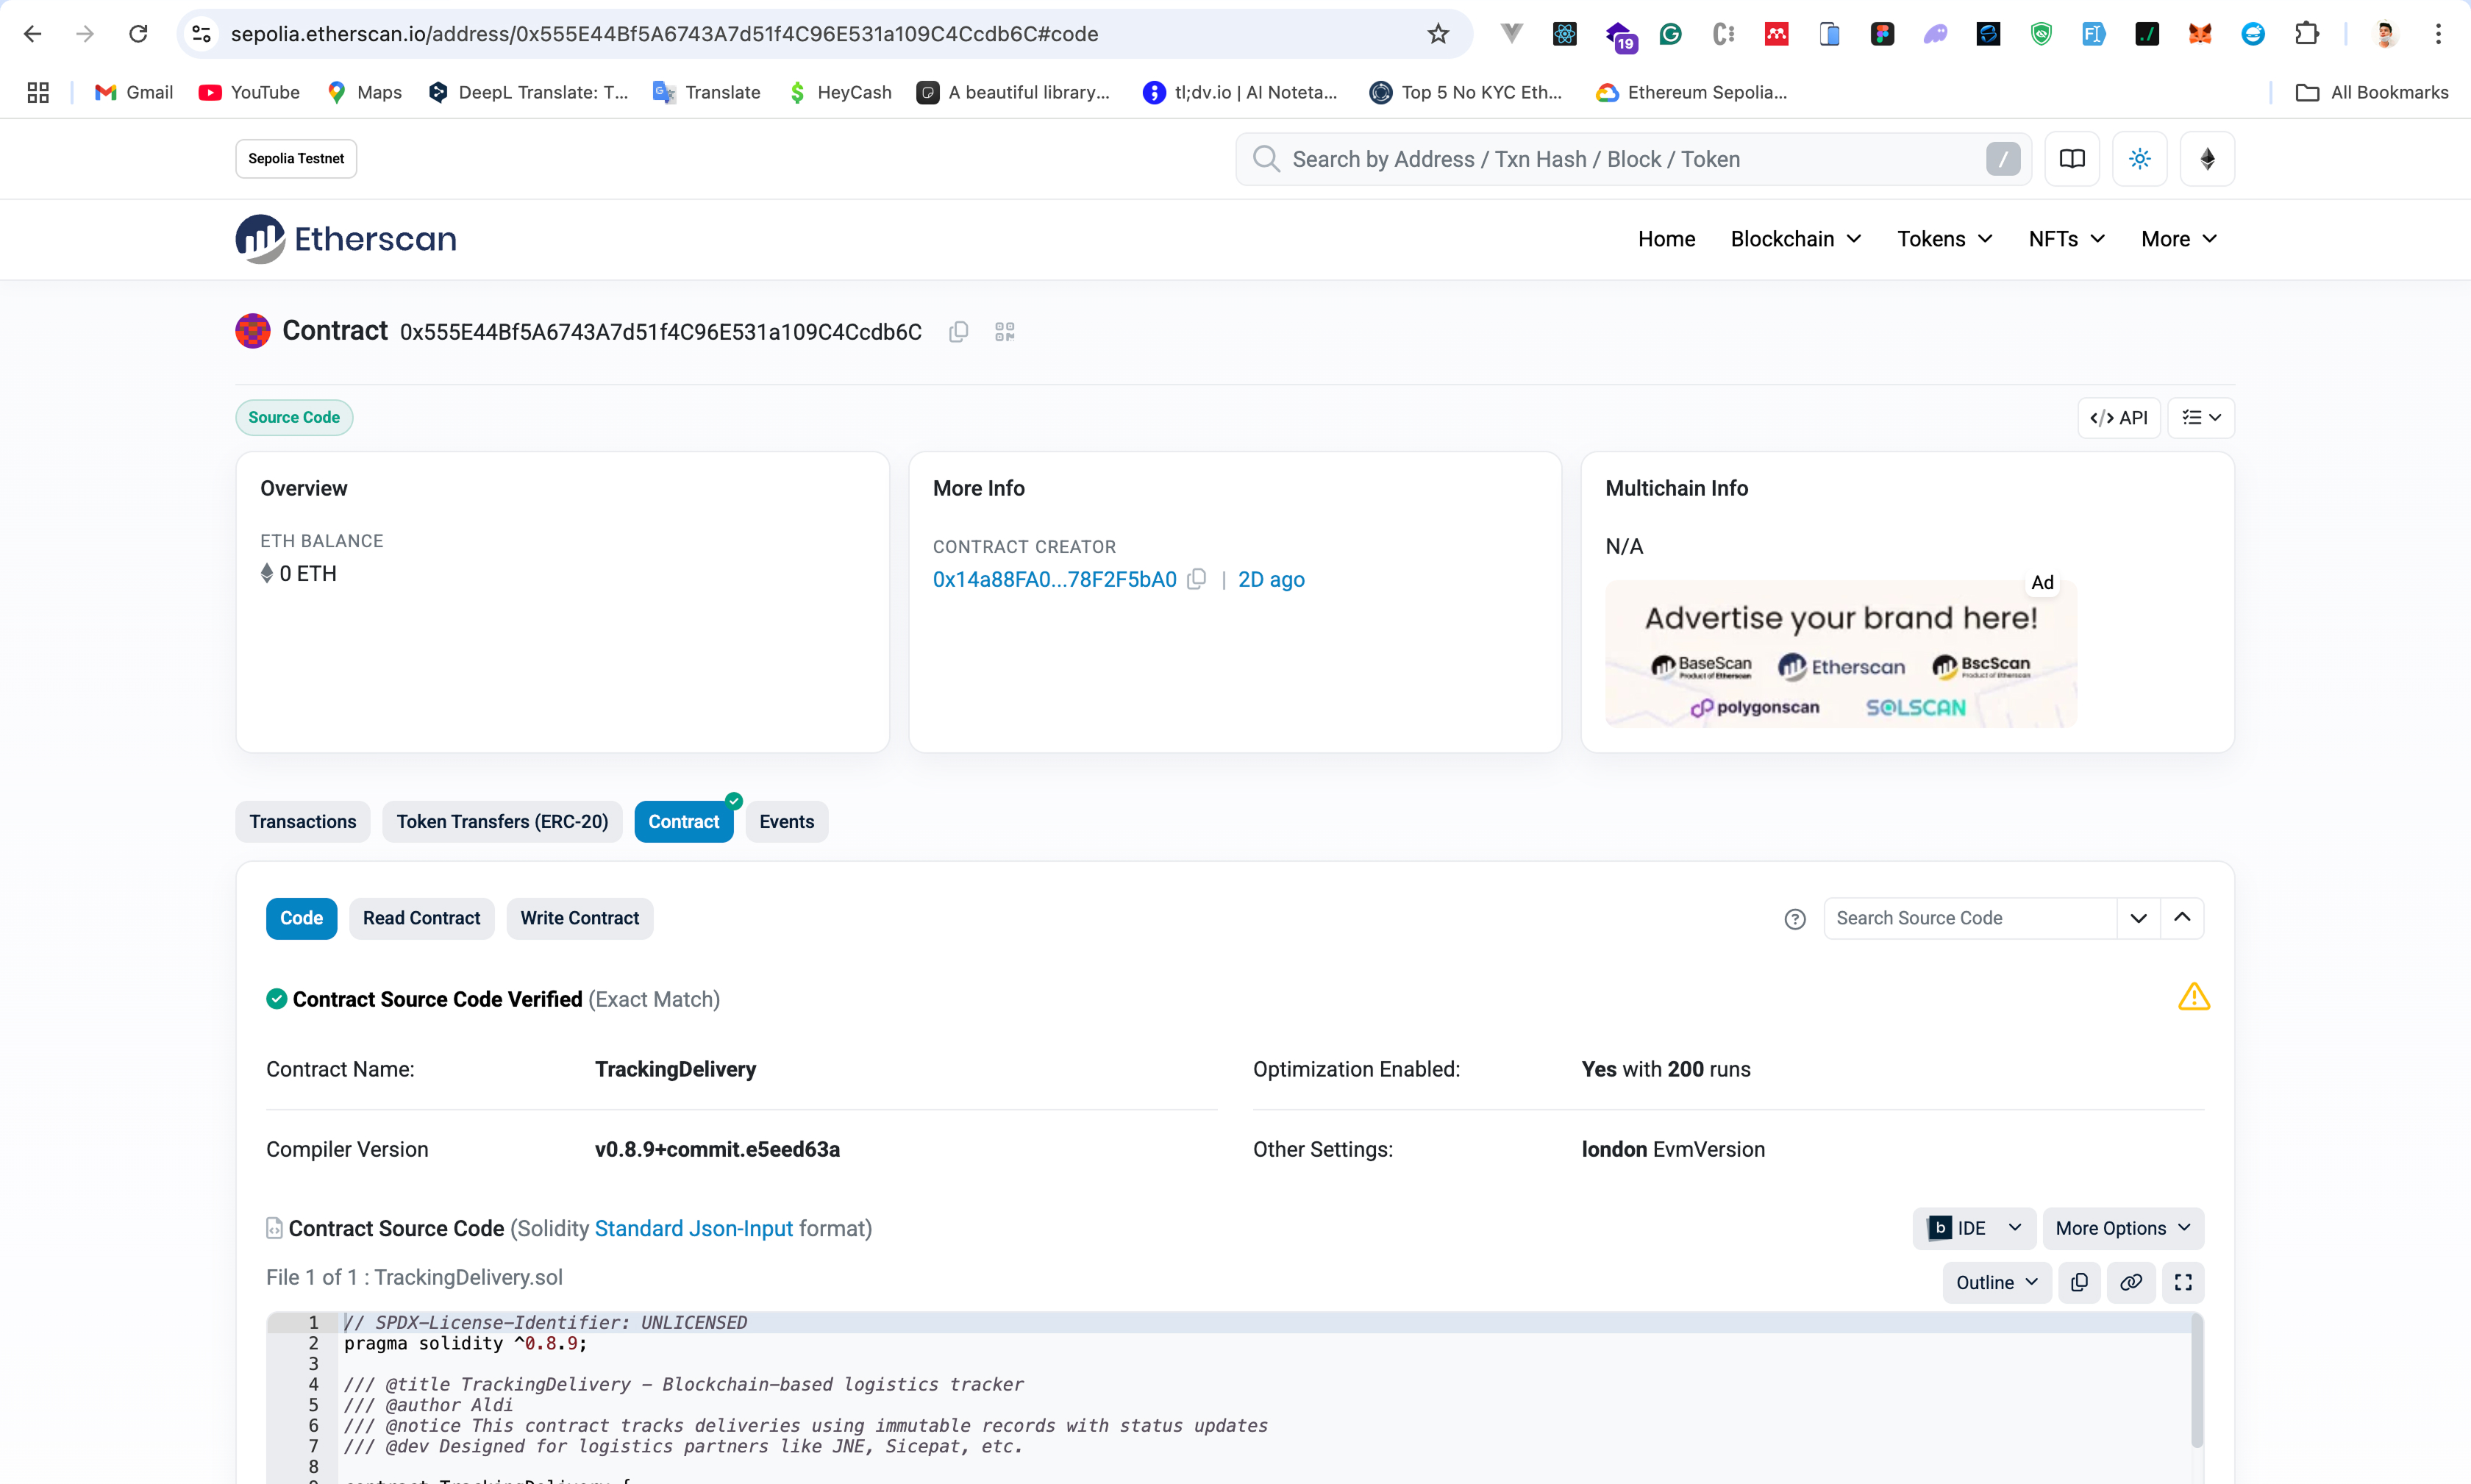 sepolia.etherscan.io/address/0x555E44Bf5A6743A7d51f4C96E531a109C4Ccdb6C#code
19
Gmail
YouTube
Maps
DeepL Translate: T...
Translate
HeyCash
A beautiful library...
tl;dv.io | AI Noteta...
Top 5 No KYC Eth...
Ethereum Sepolia...
All Bookmarks
Sepolia Testnet
Search by Address / Txn Hash / Block / Token
/
Etherscan
Home
Blockchain
Tokens
NFTs
More
Contract 0x555E44Bf5A6743A7d51f4C96E531a109C4Ccdb6C
Source Code
</> API
Overview
ETH BALANCE
0 ETH
More Info
CONTRACT CREATOR
0x14a88FA0...78F2F5bA0 | 2D ago
Multichain Info
N/A
Ad
Advertise your brand here!
BaseScan
Product of Etherscan
Etherscan
BscScan
Product of Etherscan
polygonscan
SOLSCAN
Transactions
Token Transfers (ERC-20)
Contract
Events
Code
Read Contract
Write Contract
Search Source Code
Contract Source Code Verified (Exact Match)
Contract Name: TrackingDelivery
Optimization Enabled: Yes with 200 runs
Compiler Version v0.8.9+commit.e5eed63a
Other Settings: london EvmVersion
Contract Source Code (Solidity Standard Json-Input format)
IDE
More Options
File 1 of 1 : TrackingDelivery.sol
Outline
1 // SPDX-License-Identifier: UNLICENSED
2 pragma solidity ^0.8.9;
3
4 /// @title TrackingDelivery - Blockchain-based logistics tracker
5 /// @author Aldi
6 /// @notice This contract tracks deliveries using immutable records with status updates
7 /// @dev Designed for logistics partners like JNE, Sicepat, etc.
8